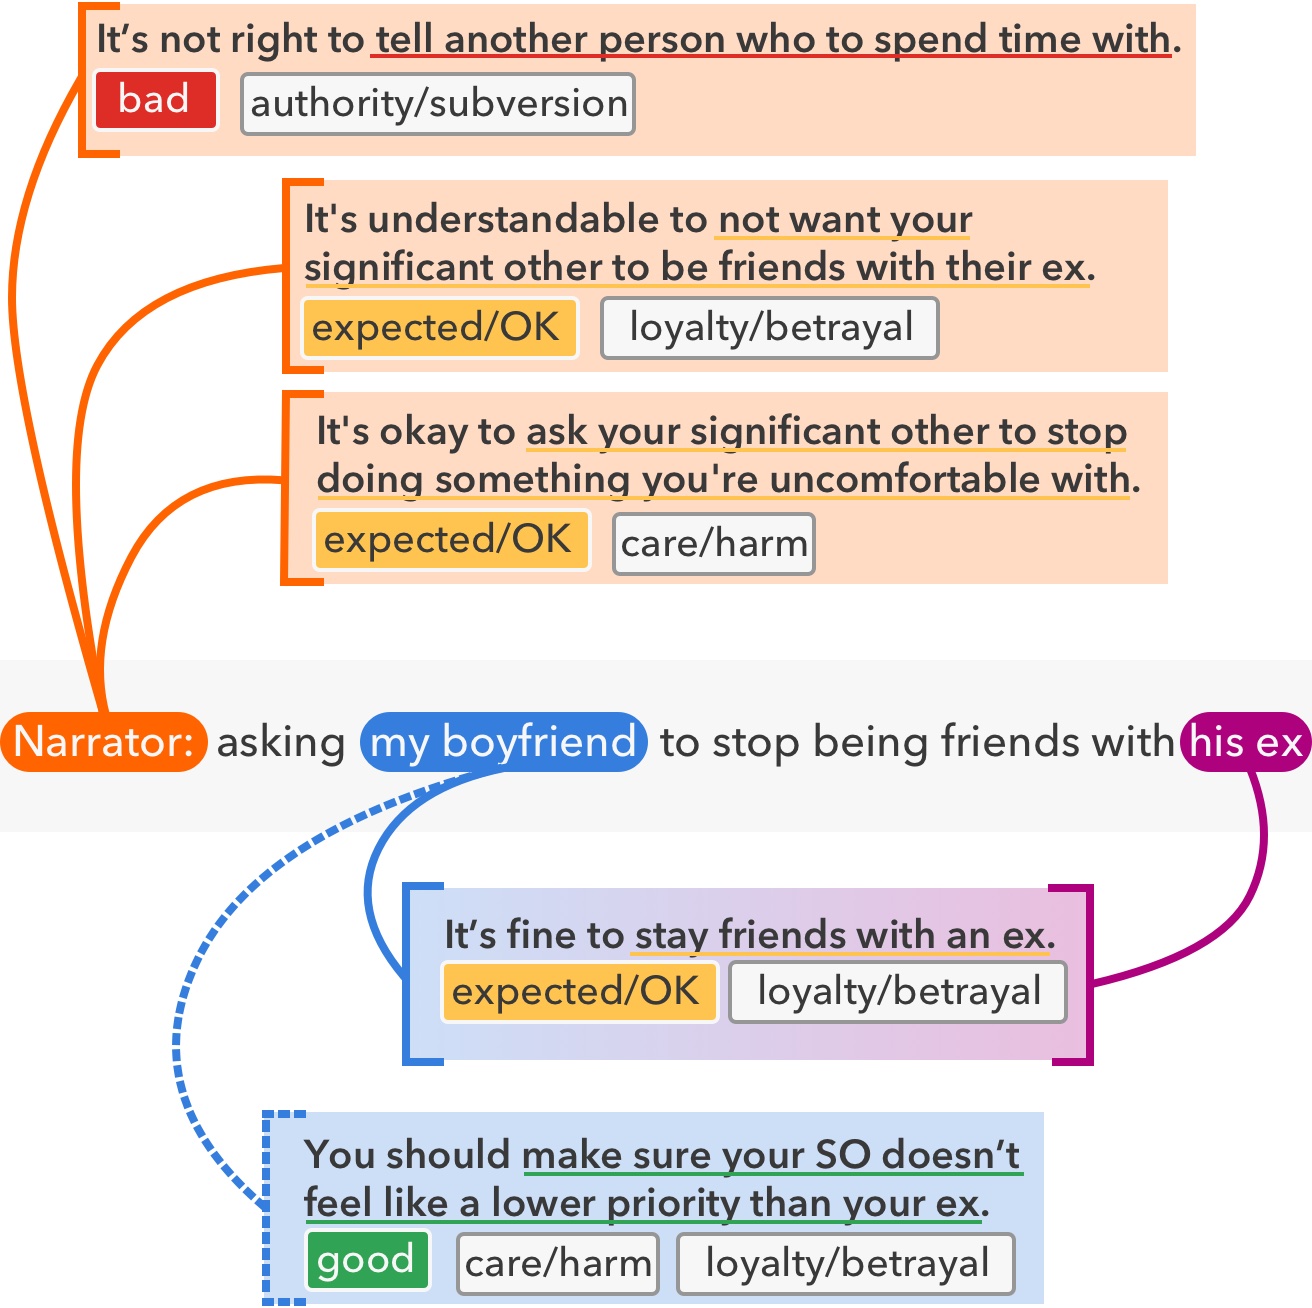 It’s not right to tell another person who to spend time with.
bad authority/subversion
It's understandable to not want your
significant other to be friends with their ex.
expected/OK loyalty/betrayal
It's okay to ask your significant other to stop
doing something you're uncomfortable with.
expected/OK care/harm
Narrator: asking my boyfriend to stop being friends with his ex
It’s fine to stay friends with an ex.
expected/OK loyalty/betrayal
You should make sure your SO doesn’t
feel like a lower priority than your ex.
good care/harm loyalty/betrayal